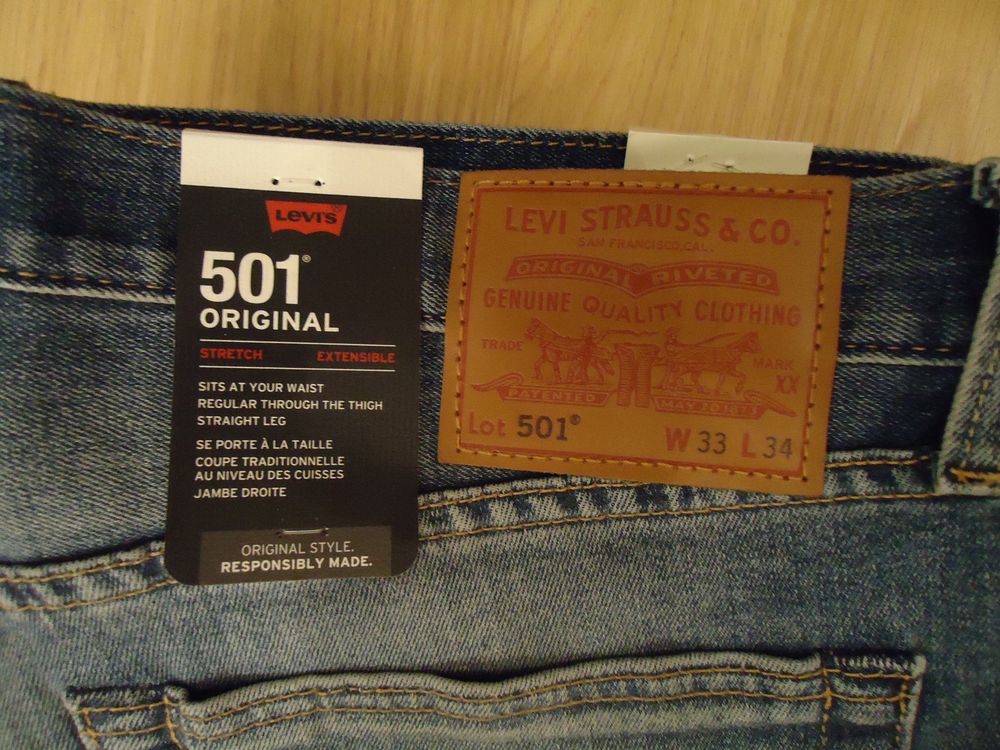 LEVI'S
501®
ORIGINAL
STRETCH EXTENSIBLE
SITS AT YOUR WAIST
REGULAR THROUGH THE THIGH
STRAIGHT LEG
SE PORTE À LA TAILLE
COUPE TRADITIONNELLE
AU NIVEAU DES CUISSES
JAMBE DROITE
ORIGINAL STYLE.
RESPONSIBLY MADE.
LEVI STRAUSS & CO.
SAN FRANCISCO, CAL.
ORIGINAL RIVETED
GENUINE QUALITY CLOTHING
TRADE MARK
XX
PATENTED MAY 20 1873
Lot 501® W 33 L 34